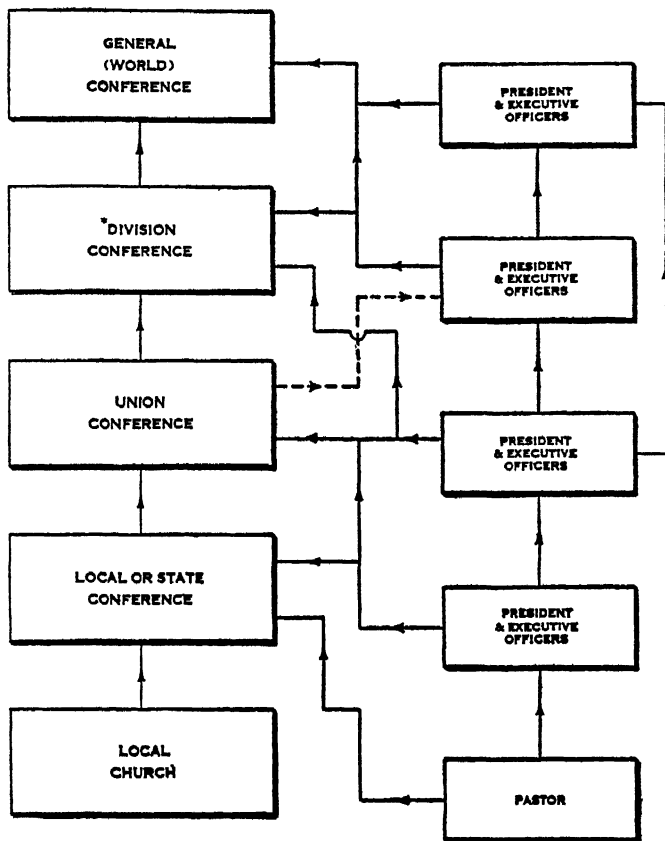 GENERAL
(WORLD)
CONFERENCE
PRESIDENT
& EXECUTIVE
OFFICERS
*DIVISION
CONFERENCE
PRESIDENT
& EXECUTIVE
OFFICERS
UNION
CONFERENCE
PRESIDENT
& EXECUTIVE
OFFICERS
LOCAL OR STATE
CONFERENCE
PRESIDENT
& EXECUTIVE
OFFICERS
LOCAL
CHURCH
PASTOR